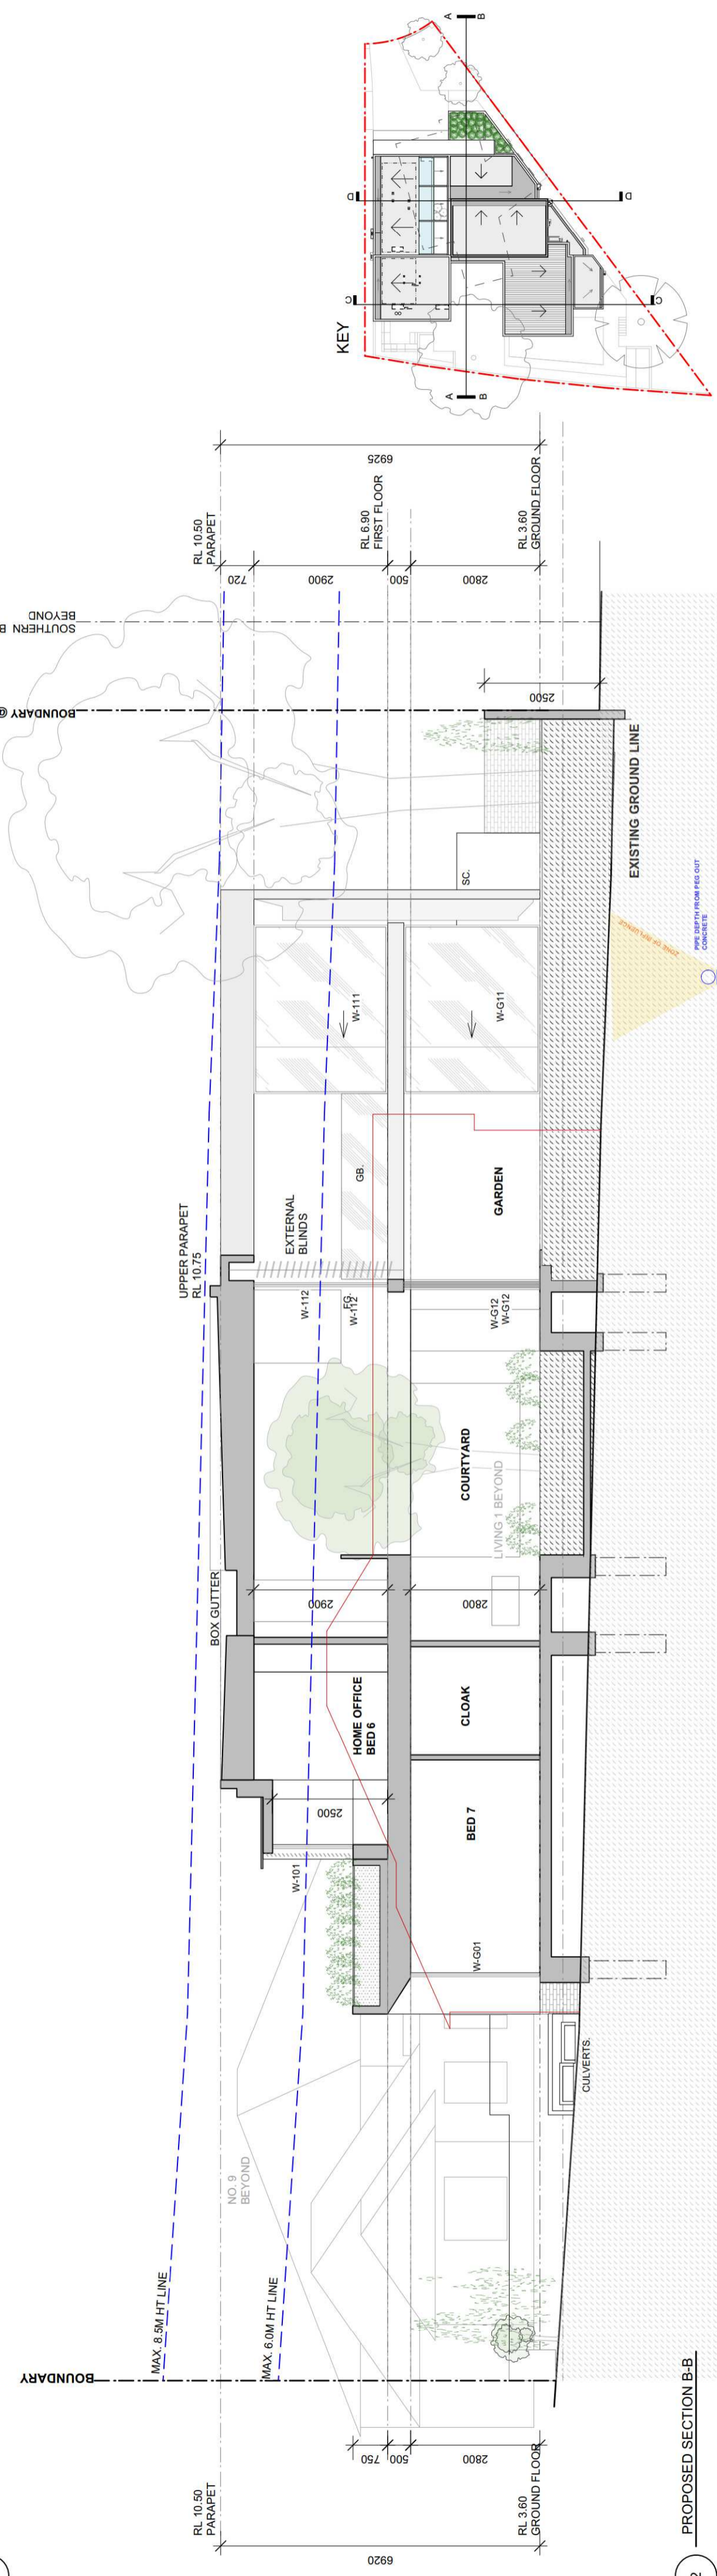 BOUNDARY
MAX. 8.5M HT LINE
MAX. 6.0M HT LINE
RL 10.50
PARAPET
6920
750
500
2800
RL 3.60
GROUND FLOOR
NO. 9
BEYOND
CULVERTS.
W-101
W-G01
2500
BED 7
HOME OFFICE
BED 6
CLOAK
BOX GUTTER
2900
2800
COURTYARD
LIVING 1 BEYOND
UPPER PARAPET
RL 10.75
W-112
FG.
W-112
W-G12
W-G12
EXTERNAL
BLINDS
GB.
GARDEN
W-111
W-G11
SC.
ZONE OF INFLUENCE
PIPE DEPTH FROM PEG OUT
CONCRETE
EXISTING GROUND LINE
BOUNDARY @
SOUTHERN B
BEYOND
2500
RL 10.50
PARAPET
720
2900
RL 6.90
FIRST FLOOR
500
2800
RL 3.60
GROUND FLOOR
6925
KEY
A
B
C
D
A
B
C
D
PROPOSED SECTION B-B